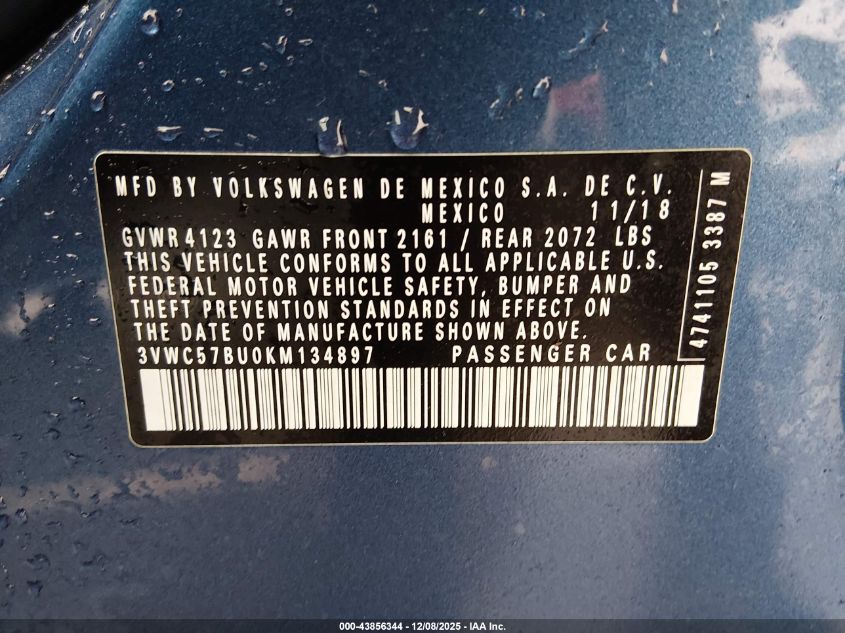 MFD BY VOLKSWAGEN DE MEXICO S.A. DE C.V.
MEXICO 11/18
GVWR 4123 GAWR FRONT 2161 / REAR 2072 LBS
THIS VEHICLE CONFORMS TO ALL APPLICABLE U.S.
FEDERAL MOTOR VEHICLE SAFETY, BUMPER AND
THEFT PREVENTION STANDARDS IN EFFECT ON
THE DATE OF MANUFACTURE SHOWN ABOVE.
3VWC57BU0KM134897 PASSENGER CAR
4741105 3387 M
000-43856344 - 12/08/2025 - IAA Inc.